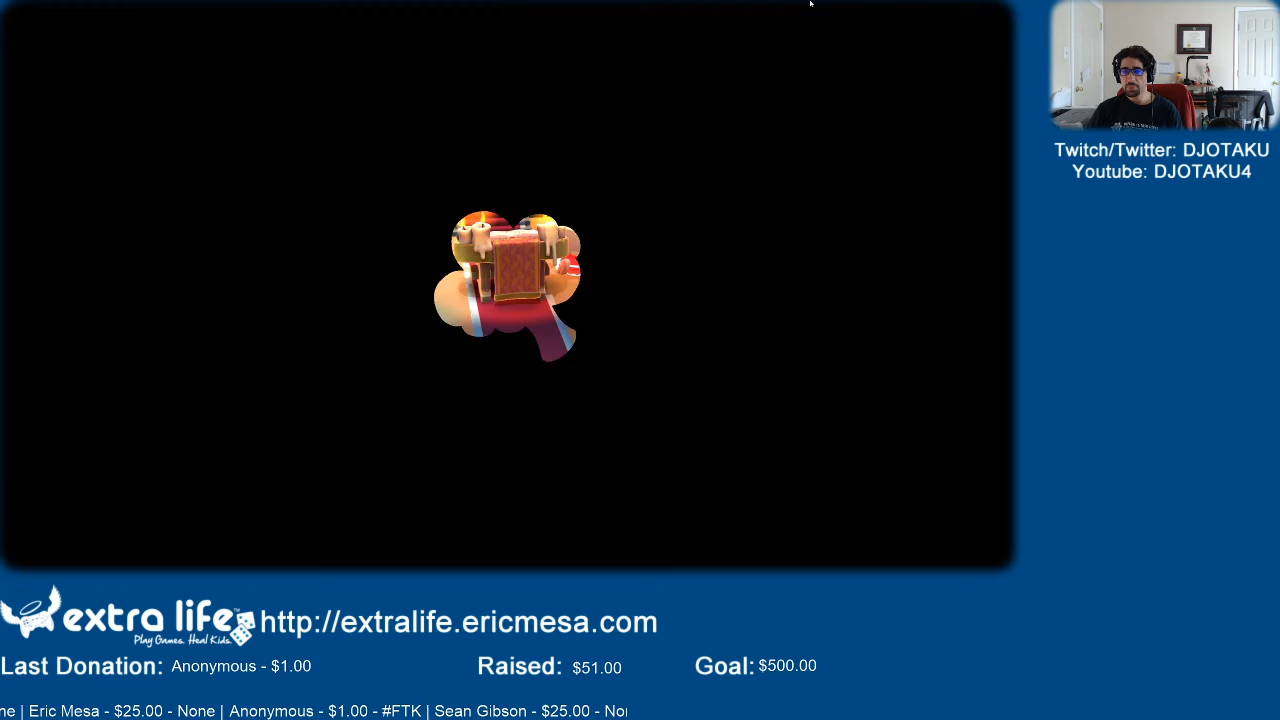 Twitch/Twitter: DJOTAKU
Youtube: DJOTAKU4
extra life
Play Games. Heal Kids.
http://extralife.ericmesa.com
Last Donation: Anonymous - $1.00
Raised: $51.00
Goal: $500.00
ne | Eric Mesa - $25.00 - None | Anonymous - $1.00 - #FTK | Sean Gibson - $25.00 - No